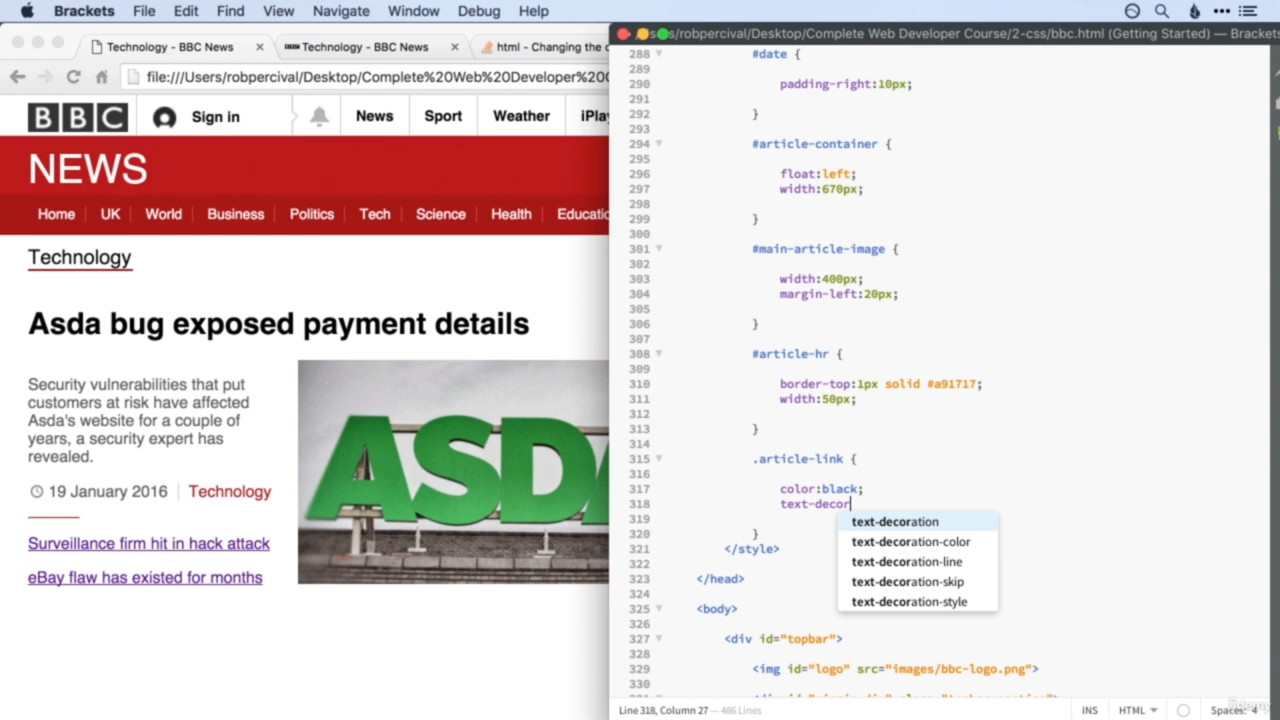 Brackets File Edit Find View Navigate Window Debug Help
Technology - BBC News
Technology - BBC News
html - Changing the c
file:///Users/robpercival/Desktop/Complete%20Web%20Developer%20C
BBC Sign in News Sport Weather iPla
NEWS
Home UK World Business Politics Tech Science Health Educatio
Technology
Asda bug exposed payment details
Security vulnerabilities that put
customers at risk have affected
Asda's website for a couple of
years, a security expert has
revealed.
19 January 2016 Technology
Surveillance firm hit in hack attack
eBay flaw has existed for months
ASDA
s/robpercival/Desktop/Complete Web Developer Course/2-css/bbc.html (Getting Started) — Brackets
288 #date {
289
290 padding-right:10px;
291
292 }
293
294 #article-container {
295
296 float:left;
297 width:670px;
298
299 }
300
301 #main-article-image {
302
303 width:400px;
304 margin-left:20px;
305
306 }
307
308 #article-hr {
309
310 border-top:1px solid #a91717;
311 width:50px;
312
313 }
314
315 .article-link {
316
317 color:black;
318 text-decor
319
320 }
321 </style>
322
323 </head>
324
325 <body>
326
327 <div id="topbar">
328
329 <img id="logo" src="images/bbc-logo.png">
330
text-decoration
text-decoration-color
text-decoration-line
text-decoration-skip
text-decoration-style
Line 318, Column 27 — 486 Lines
INS HTML Spaces: 4